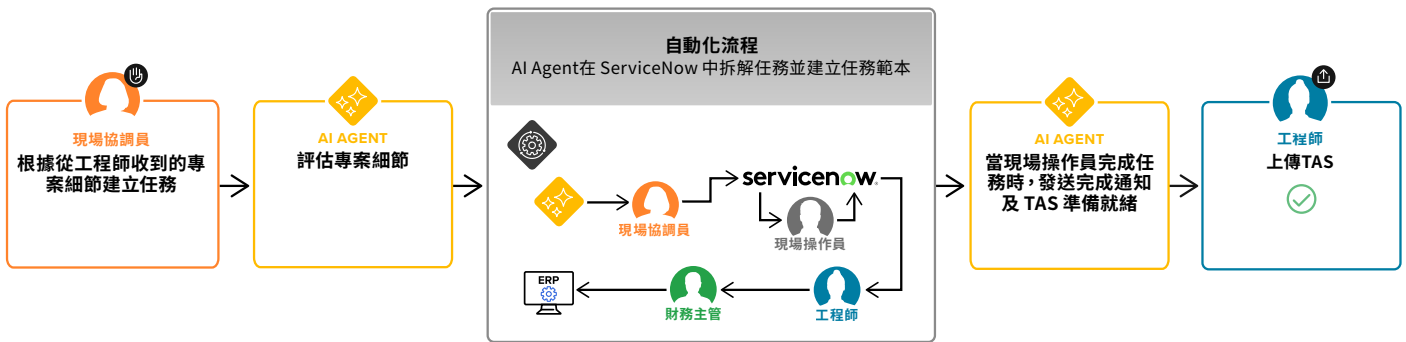 現場協調員
根據從工程師收到的專
案細節建立任務
AI AGENT
評估專案細節
自動化流程
AI Agent在 ServiceNow 中拆解任務並建立任務範本
現場協調員
servicenow
現場操作員
ERP
財務主管
工程師
AI AGENT
當現場操作員完成任
務時，發送完成通知
及 TAS 準備就緒
工程師
上傳TAS